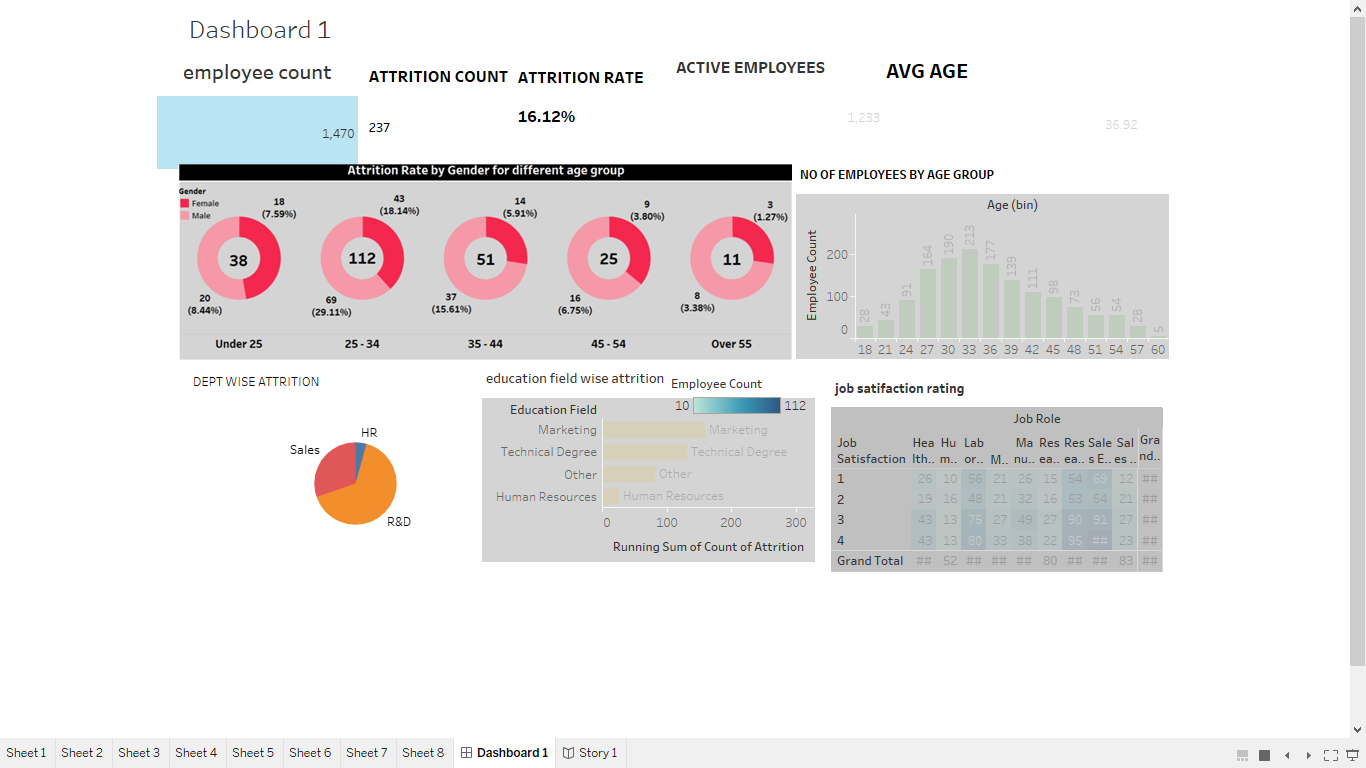 Dashboard 1
employee count
ATTRITION COUNT
ATTRITION RATE
ACTIVE EMPLOYEES
AVG AGE
1,470
237
16.12%
1,233
36.92
Attrition Rate by Gender for different age group
Gender
Female
Male
18
(7.59%)
38
20
(8.44%)
Under 25
43
(18.14%)
112
69
(29.11%)
25 - 34
14
(5.91%)
51
37
(15.61%)
35 - 44
9
(3.80%)
25
16
(6.75%)
45 - 54
3
(1.27%)
11
8
(3.38%)
Over 55
NO OF EMPLOYEES BY AGE GROUP
Age (bin)
Employee Count
200
100
0
28 43 91 164 190 213 177 139 111 98 73 56 54 28 5
18 21 24 27 30 33 36 39 42 45 48 51 54 57 60
DEPT WISE ATTRITION
HR
Sales
R&D
education field wise attrition
Employee Count
10 112
Education Field
Marketing Marketing
Technical Degree Technical Degree
Other Other
Human Resources Human Resources
0 100 200 300
Running Sum of Count of Attrition
job satifaction rating
Job Role
Job Satisfaction
Hea lth..
Hu m..
Lab or..
M..
Ma nu..
Res ea..
Res ea..
Sale s E..
Sal es ..
Gra nd..
1 26 10 56 21 26 15 54 69 12 ##
2 19 16 48 21 32 16 53 54 21 ##
3 43 13 75 27 49 27 90 91 27 ##
4 43 13 80 33 38 22 95 ## 23 ##
Grand Total ## 52 ## ## ## 80 ## ## 83 ##
Sheet 1
Sheet 2
Sheet 3
Sheet 4
Sheet 5
Sheet 6
Sheet 7
Sheet 8
Dashboard 1
Story 1